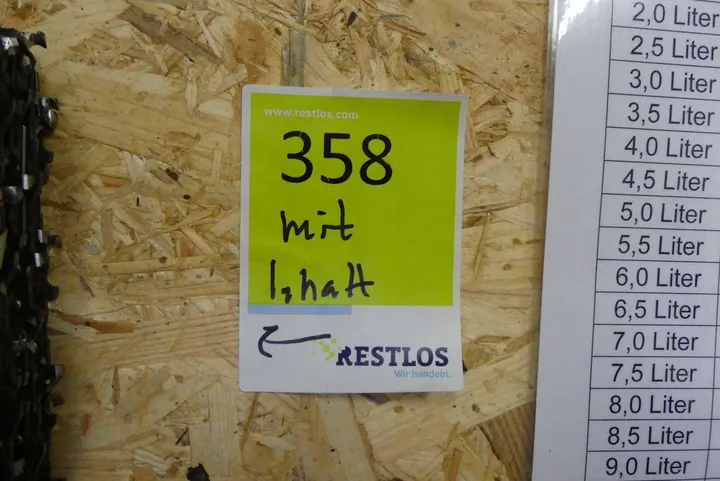 www.restlos.com
358
mit
Inhalt
RESTLOS
Wir handeln.
2,0 Liter
2,5 Liter
3,0 Liter
3,5 Liter
4,0 Liter
4,5 Liter
5,0 Liter
5,5 Liter
6,0 Liter
6,5 Liter
7,0 Liter
7,5 Liter
8,0 Liter
8,5 Liter
9,0 Liter